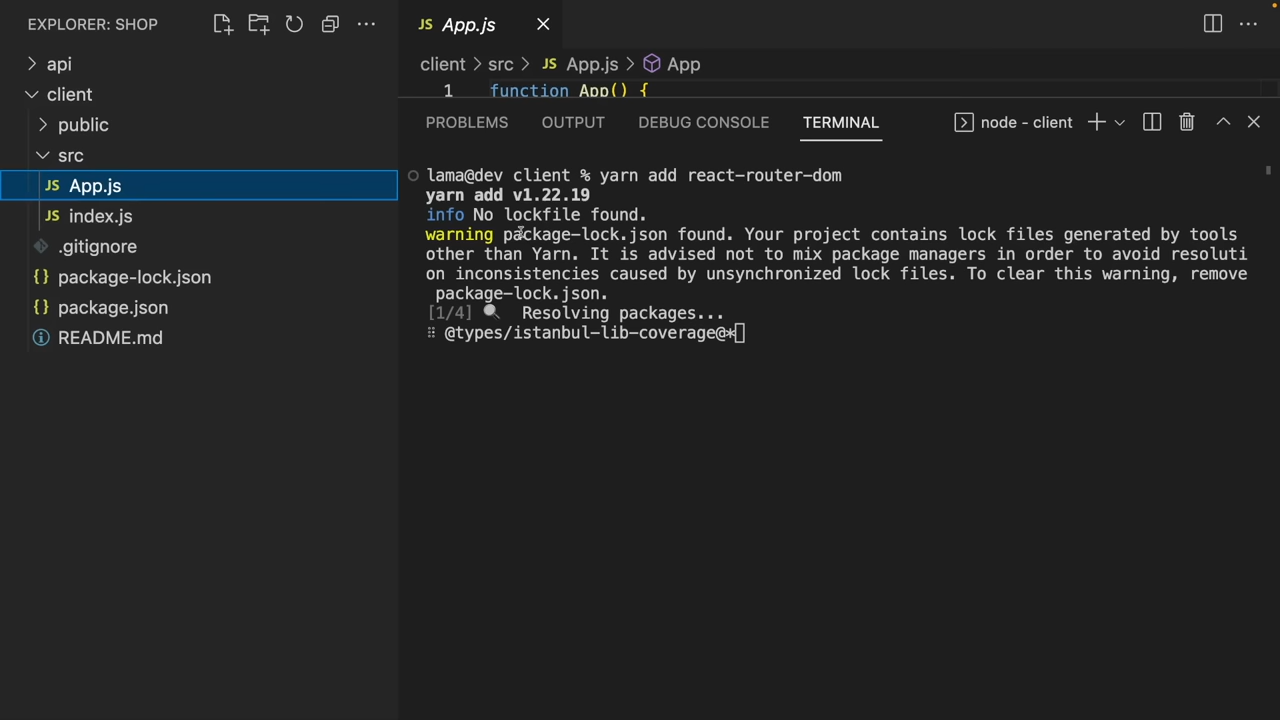 EXPLORER: SHOP
api
client
public
src
JS App.js
JS index.js
.gitignore
{} package-lock.json
{} package.json
README.md
JS App.js
client > src > JS App.js > App
1 function App() {
PROBLEMS OUTPUT DEBUG CONSOLE TERMINAL node - client
lama@dev client % yarn add react-router-dom
yarn add v1.22.19
info No lockfile found.
warning package-lock.json found. Your project contains lock files generated by tools
other than Yarn. It is advised not to mix package managers in order to avoid resoluti
on inconsistencies caused by unsynchronized lock files. To clear this warning, remove
package-lock.json.
[1/4] 🔍 Resolving packages...
⠿ @types/istanbul-lib-coverage@*